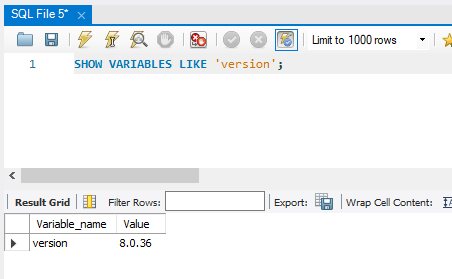 SQL File 5*
Limit to 1000 rows
1 SHOW VARIABLES LIKE 'version';
Result Grid Filter Rows: Export: Wrap Cell Content:
Variable_name Value
version 8.0.36